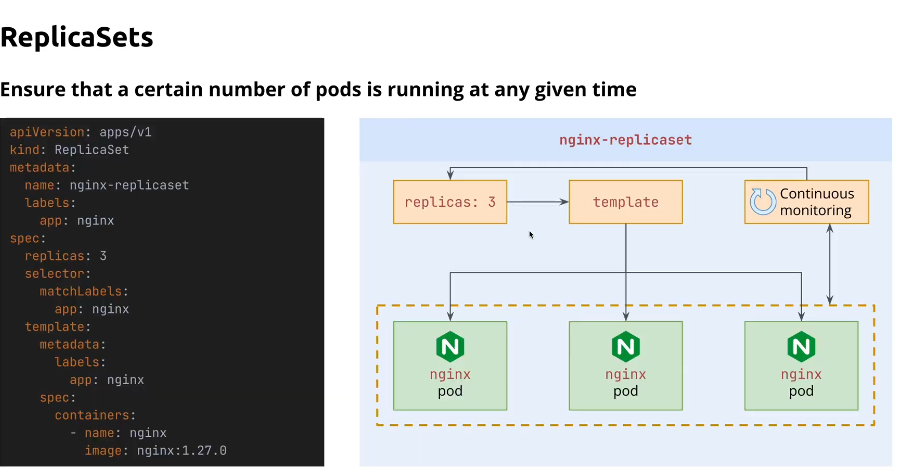 ReplicaSets
Ensure that a certain number of pods is running at any given time
apiVersion: apps/v1
kind: ReplicaSet
metadata:
  name: nginx-replicaset
  labels:
    app: nginx
spec:
  replicas: 3
  selector:
    matchLabels:
      app: nginx
  template:
    metadata:
      labels:
        app: nginx
    spec:
      containers:
        - name: nginx
          image: nginx:1.27.0
nginx-replicaset
replicas: 3
template
Continuous
monitoring
N
nginx
pod
N
nginx
pod
N
nginx
pod